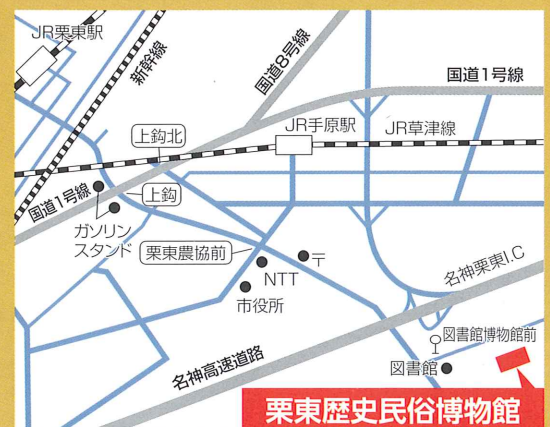 JR栗東駅
新幹線
国道8号線
国道1号線
上鈎北
JR手原駅
JR草津線
国道1号線
上鈎
ガソリン
スタンド
栗東農協前
〒
NTT
市役所
名神栗東I.C
図書館博物館前
名神高速道路
図書館
栗東歴史民俗博物館